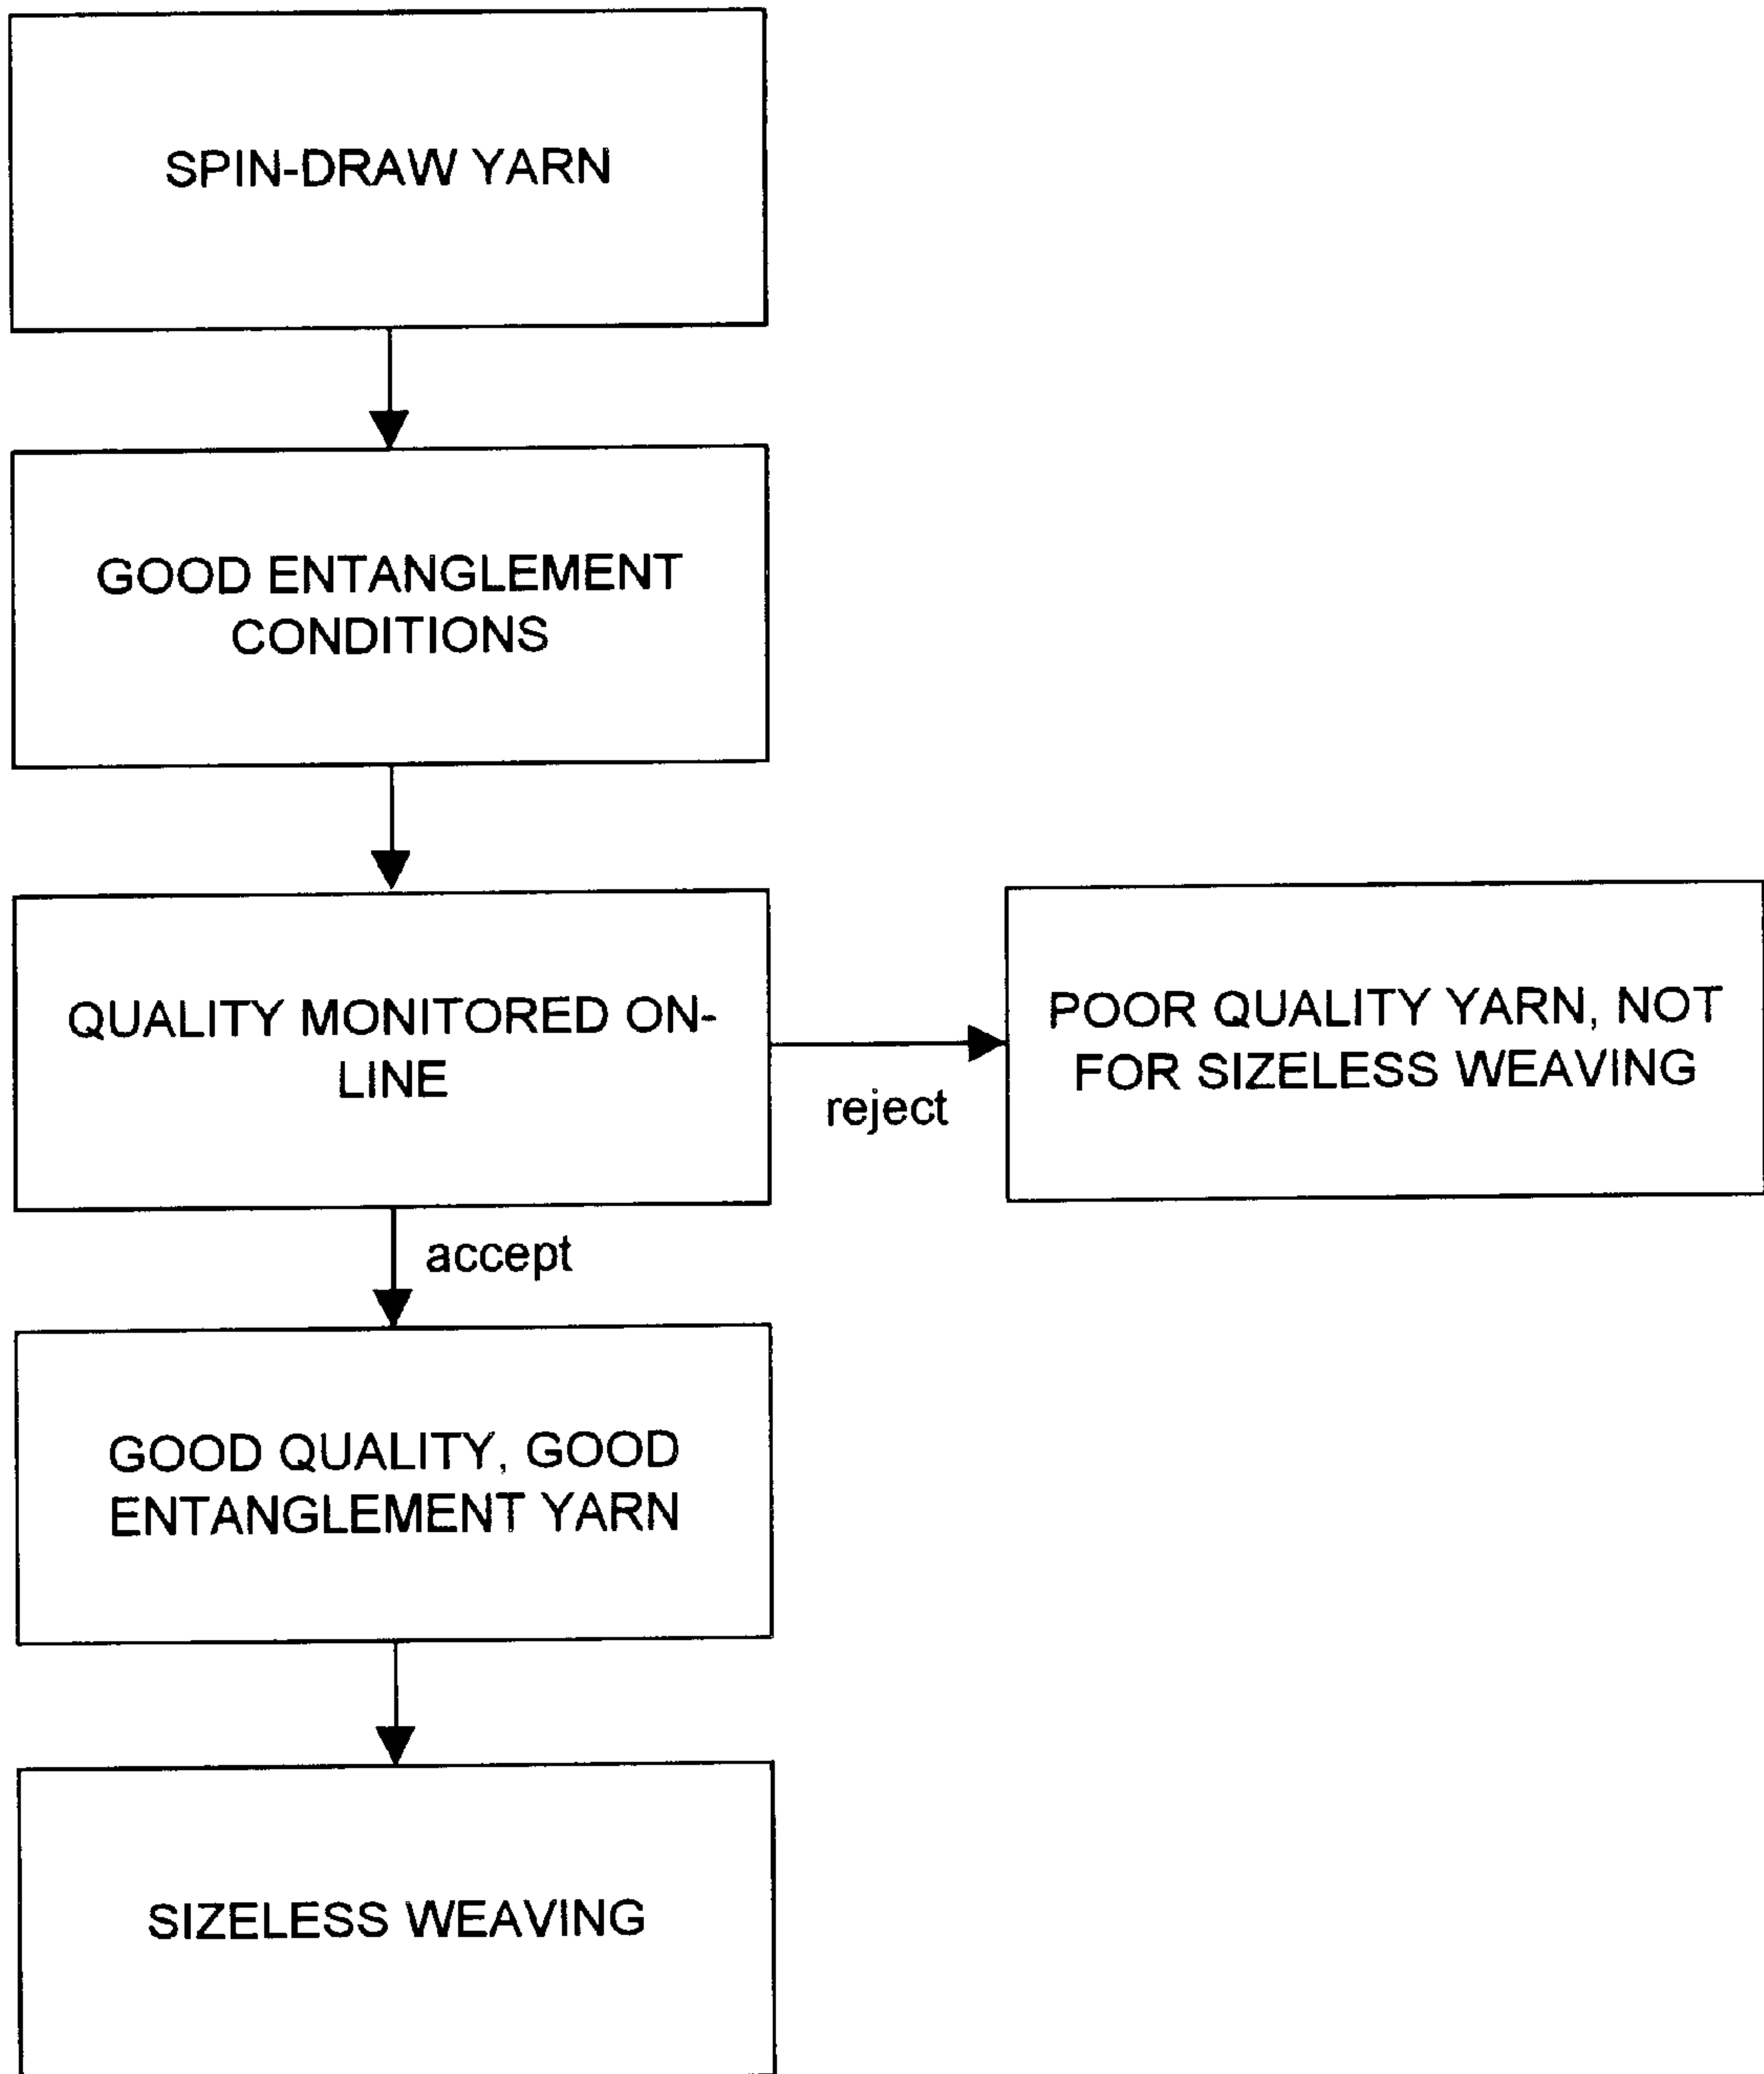 SPIN-DRAW YARN
GOOD ENTANGLEMENT
CONDITIONS
QUALITY MONITORED ON-
LINE
reject
POOR QUALITY YARN, NOT
FOR SIZELESS WEAVING
accept
GOOD QUALITY, GOOD
ENTANGLEMENT YARN
SIZELESS WEAVING